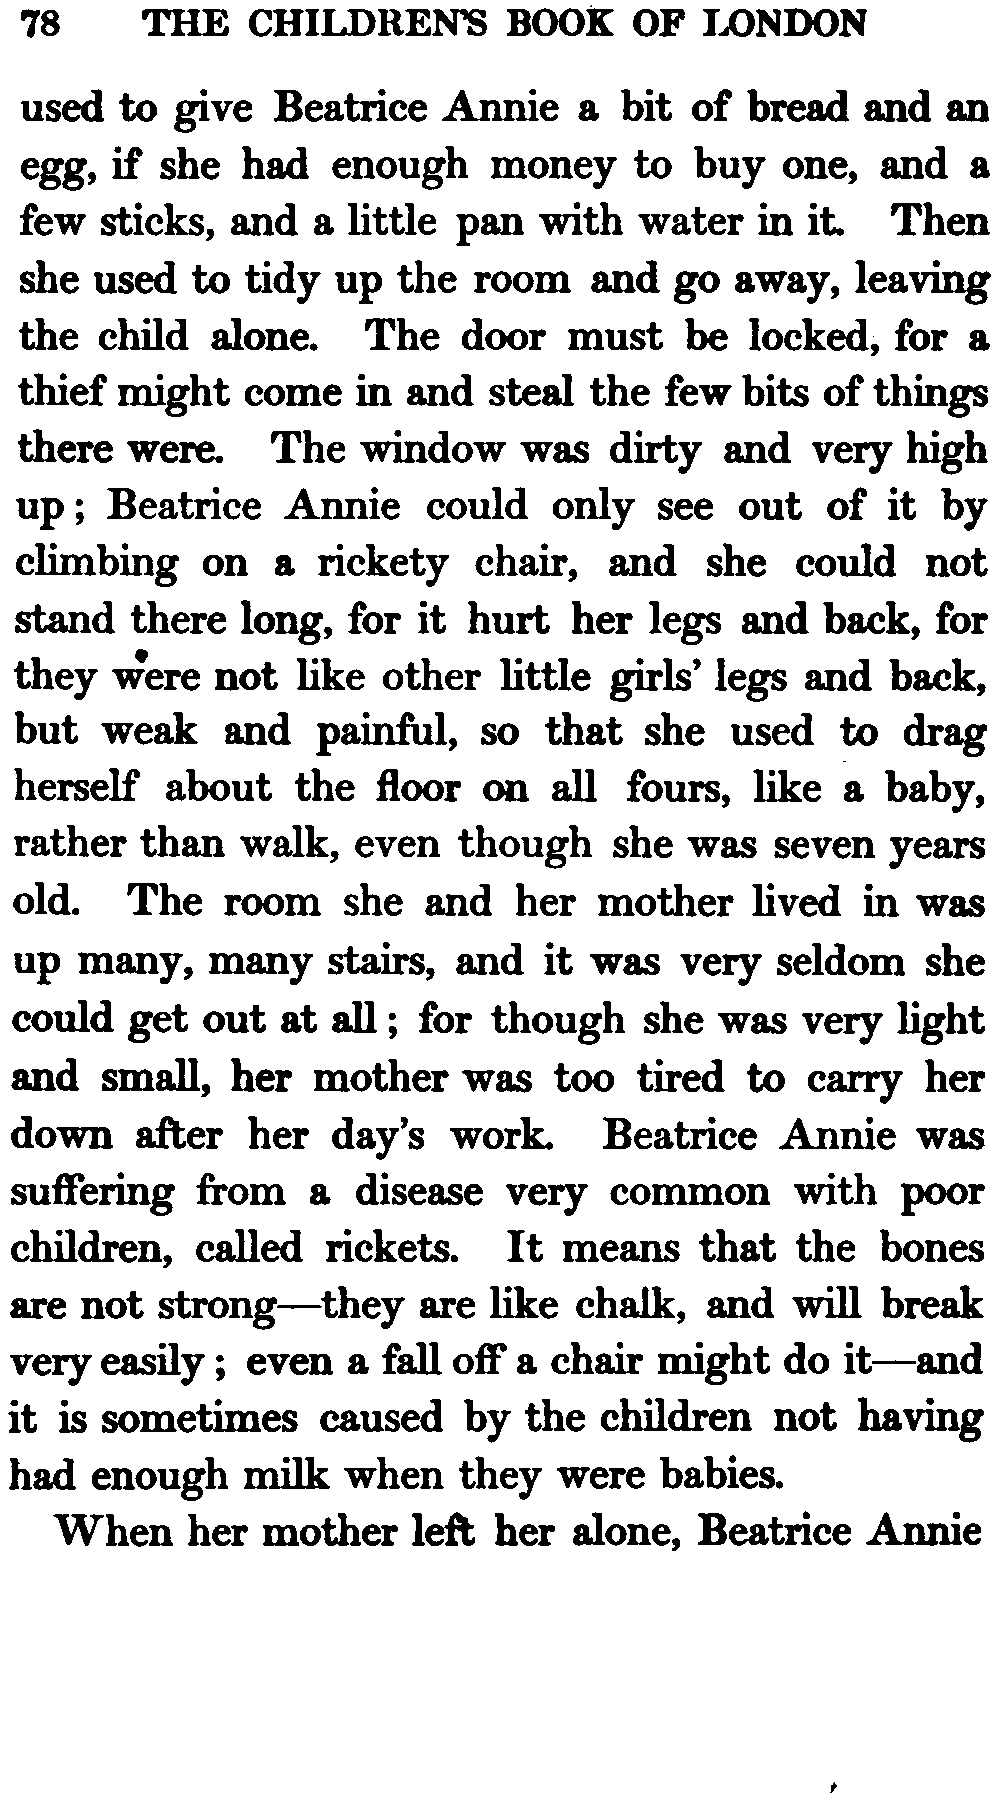 78 THE CHILDREN'S BOOK OF LONDON
used to give Beatrice Annie a bit of bread and an
egg, if she had enough money to buy one, and a
few sticks, and a little pan with water in it. Then
she used to tidy up the room and go away, leaving
the child alone. The door must be locked, for a
thief might come in and steal the few bits of things
there were. The window was dirty and very high
up; Beatrice Annie could only see out of it by
climbing on a rickety chair, and she could not
stand there long, for it hurt her legs and back, for
they were not like other little girls' legs and back,
but weak and painful, so that she used to drag
herself about the floor on all fours, like a baby,
rather than walk, even though she was seven years
old. The room she and her mother lived in was
up many, many stairs, and it was very seldom she
could get out at all; for though she was very light
and small, her mother was too tired to carry her
down after her day's work. Beatrice Annie was
suffering from a disease very common with poor
children, called rickets. It means that the bones
are not strong—they are like chalk, and will break
very easily; even a fall off a chair might do it—and
it is sometimes caused by the children not having
had enough milk when they were babies.
When her mother left her alone, Beatrice Annie